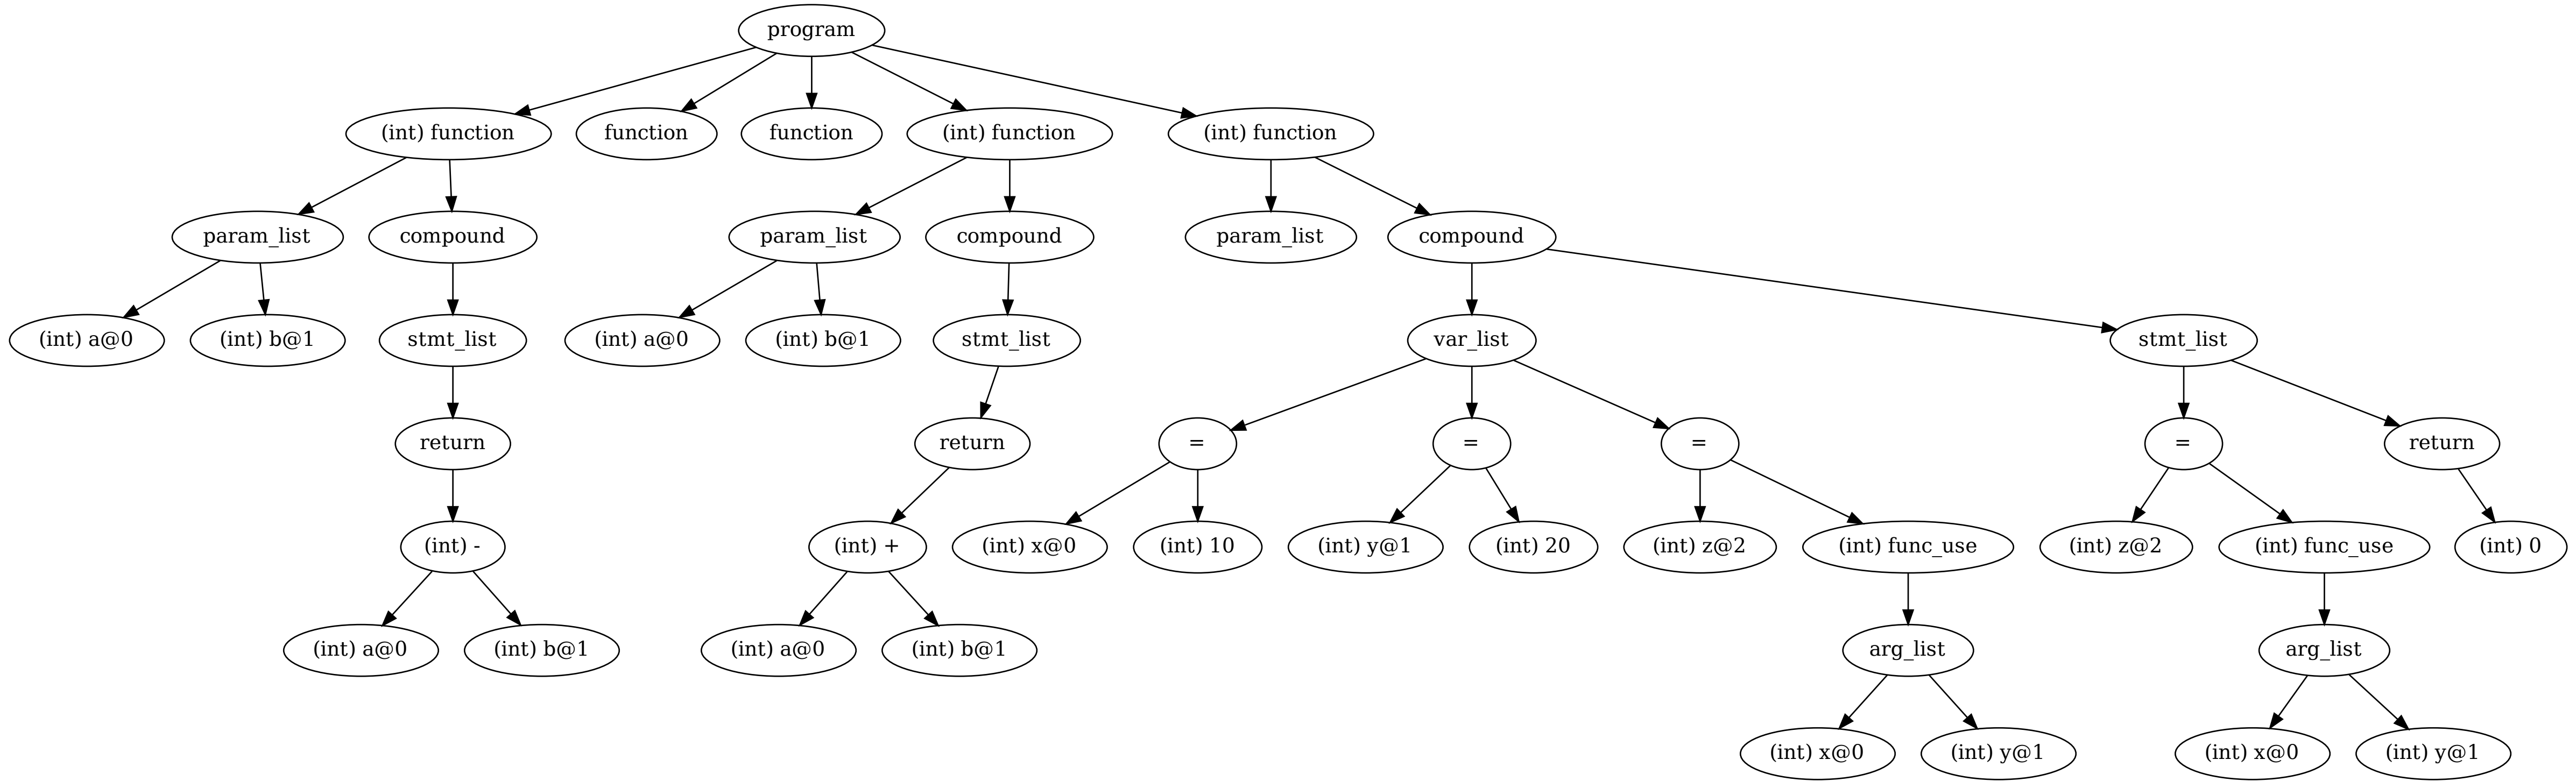 program
(int) function
function
function
(int) function
(int) function
param_list
compound
param_list
compound
param_list
compound
(int) a@0
(int) b@1
stmt_list
(int) a@0
(int) b@1
stmt_list
var_list
stmt_list
return
return
=
=
=
=
return
(int) -
(int) +
(int) x@0
(int) 10
(int) y@1
(int) 20
(int) z@2
(int) func_use
(int) z@2
(int) func_use
(int) 0
(int) a@0
(int) b@1
(int) a@0
(int) b@1
arg_list
arg_list
(int) x@0
(int) y@1
(int) x@0
(int) y@1